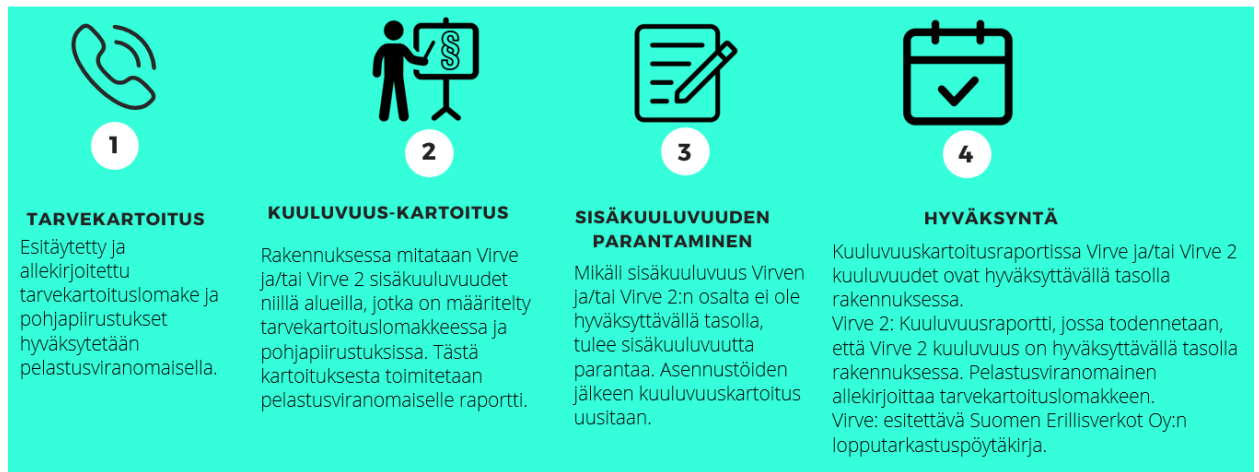 1
TARVEKARTOITUS
Esitäytetty ja
allekirjoitettu
tarvekartoituslomake ja
pohjapiirustukset
hyväksytetään
pelastusviranomaisella.
§
2
KUULUVUUS-KARTOITUS
Rakennuksessa mitataan Virve
ja/tai Virve 2 sisäkuuluvuudet
niillä alueilla, jotka on määritelty
tarvekartoituslomakkeessa ja
pohjapiirustuksissa. Tästä
kartoituksesta toimitetaan
pelastusviranomaiselle raportti.
3
SISÄKUULUVUUDEN
PARANTAMINEN
Mikäli sisäkuuluvuus Virven
ja/tai Virve 2:n osalta ei ole
hyväksyttävällä tasolla,
tulee sisäkuuluvuutta
parantaa. Asennustöiden
jälkeen kuuluvuuskartoitus
uusitaan.
4
HYVÄKSYNTÄ
Kuuluvuuskartoitusraportissa Virve ja/tai Virve 2
kuuluvuudet ovat hyväksyttävällä tasolla
rakennuksessa.
Virve 2: Kuuluvuusraportti, jossa todennetaan,
että Virve 2 kuuluvuus on hyväksyttävällä tasolla
rakennuksessa. Pelastusviranomainen
allekirjoittaa tarvekartoituslomakkeen.
Virve: esitettävä Suomen Erillisverkot Oy:n
lopputarkastuspöytäkirja.